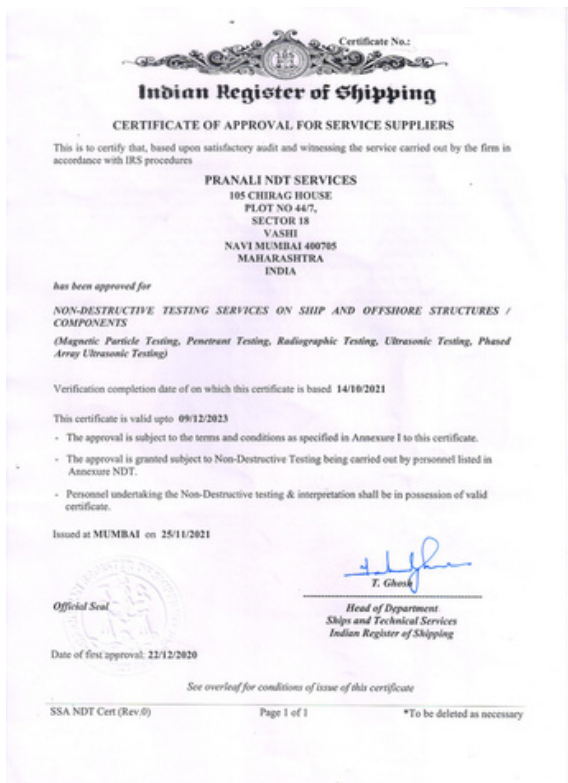 Certificate No.:
Indian Register of Shipping
CERTIFICATE OF APPROVAL FOR SERVICE SUPPLIERS
This is to certify that, based upon satisfactory audit and witnessing the service carried out by the firm in
accordance with IRS procedures
PRANALI NDT SERVICES
105 CHIRAG HOUSE
PLOT NO 44/7,
SECTOR 18
VASHI
NAVI MUMBAI 400705
MAHARASHTRA
INDIA
has been approved for
NON-DESTRUCTIVE TESTING SERVICES ON SHIP AND OFFSHORE STRUCTURES /
COMPONENTS
(Magnetic Particle Testing, Penetrant Testing, Radiographic Testing, Ultrasonic Testing, Phased
Array Ultrasonic Testing)
Verification completion date of on which this certificate is based 14/10/2021
This certificate is valid upto 09/12/2023
- The approval is subject to the terms and conditions as specified in Annexure I to this certificate.
- The approval is granted subject to Non-Destructive Testing being carried out by personnel listed in
Annexure NDT.
- Personnel undertaking the Non-Destructive testing & interpretation shall be in possession of valid
certificate.
Issued at MUMBAI on 25/11/2021
T. Ghosh
Official Seal
Head of Department
Ships and Technical Services
Indian Register of Shipping
Date of first approval: 22/12/2020
See overleaf for conditions of issue of this certificate
SSA NDT Cert (Rev.0) Page 1 of 1 *To be deleted as necessary